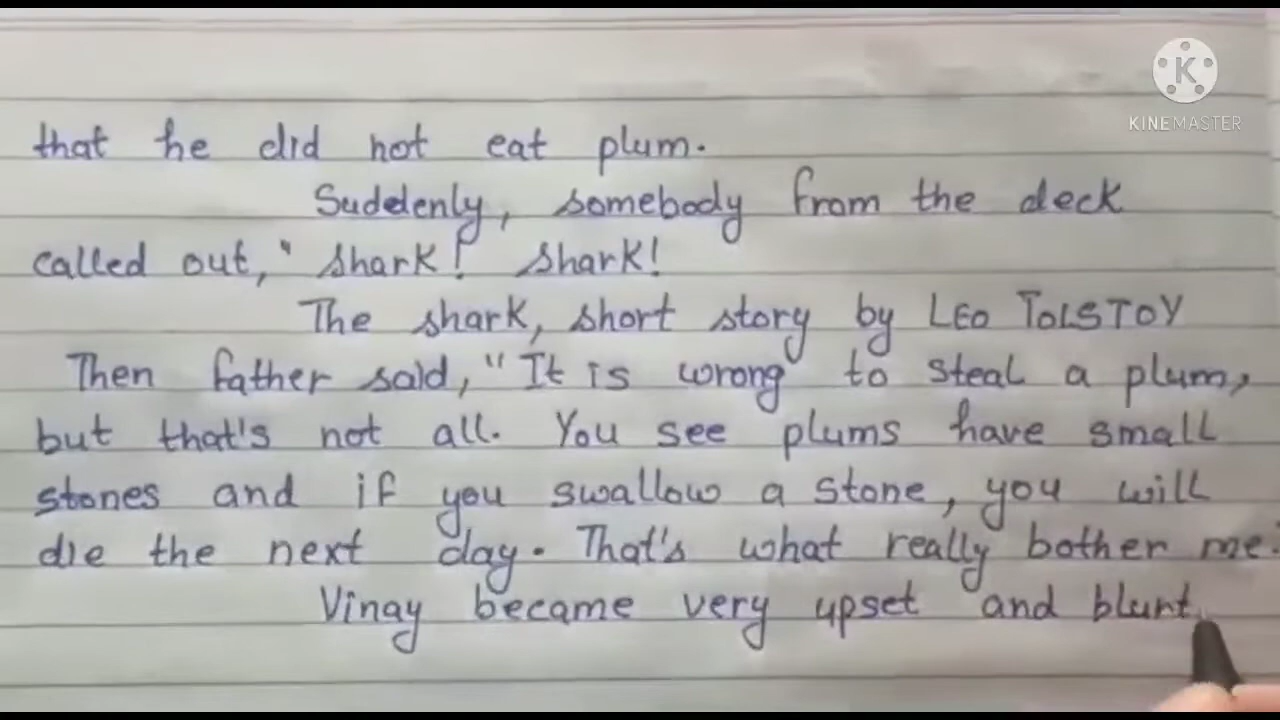 KINEMASTER
that he did not eat plum.
Suddenly, somebody from the deck
called out, " shark! shark!
The shark, short story by LEO TOLSTOY
Then father said, "It is wrong to steal a plum,
but that's not all. You see plums have small
stones and if you swallow a stone, you will
die the next day. That's what really bother me.
Vinay became very upset and blunt